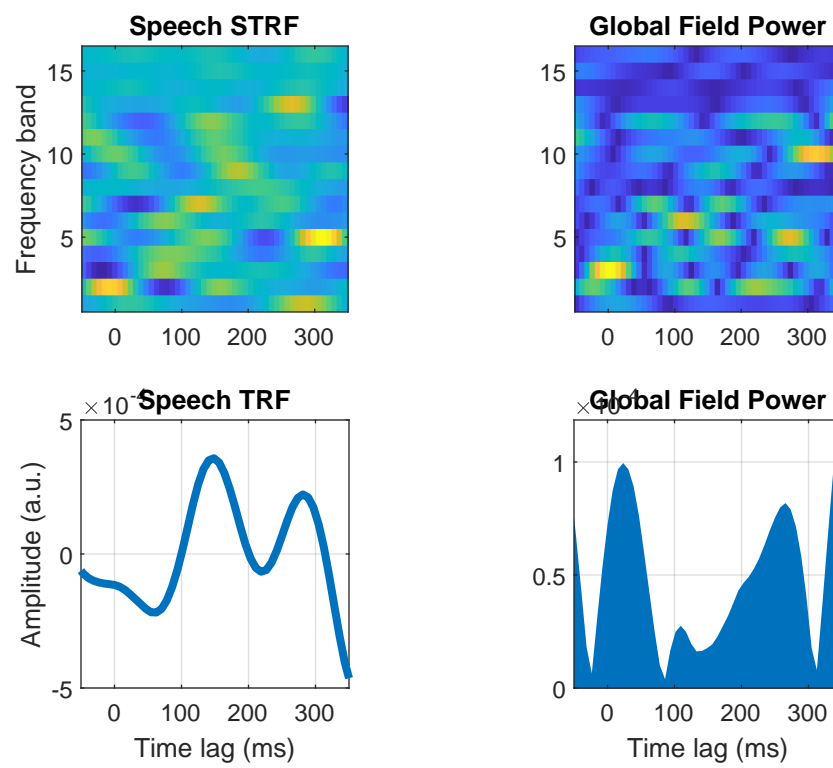 Speech STRF
Frequency band
15
10
5
0 100 200 300
Global Field Power
15
10
5
0 100 200 300
Speech TRF
× 10⁻⁴
Amplitude (a.u.)
5
0
-5
0 100 200 300
Time lag (ms)
Global Field Power
1
0.5
0
0 100 200 300
Time lag (ms)